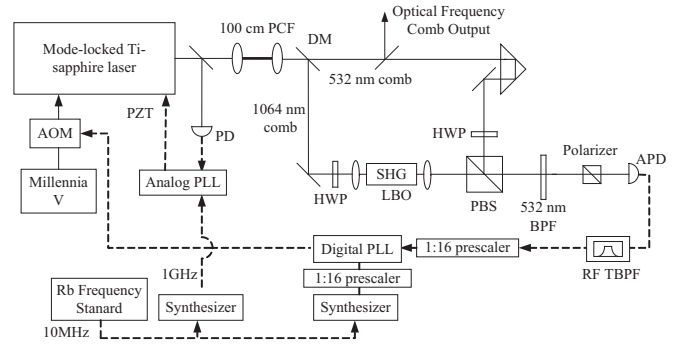 Optical Frequency
Comb Output
100 cm PCF
DM
Mode-locked Ti-
sapphire laser
532 nm comb
1064 nm
comb
PZT
PD
HWP
AOM
Polarizer
APD
Millennia
V
Analog PLL
SHG
LBO
HWP
PBS
532 nm
BPF
Digital PLL
1:16 prescaler
RF TBPF
1GHz
1:16 prescaler
Rb Frequency
Stanard
Synthesizer
Synthesizer
10MHz